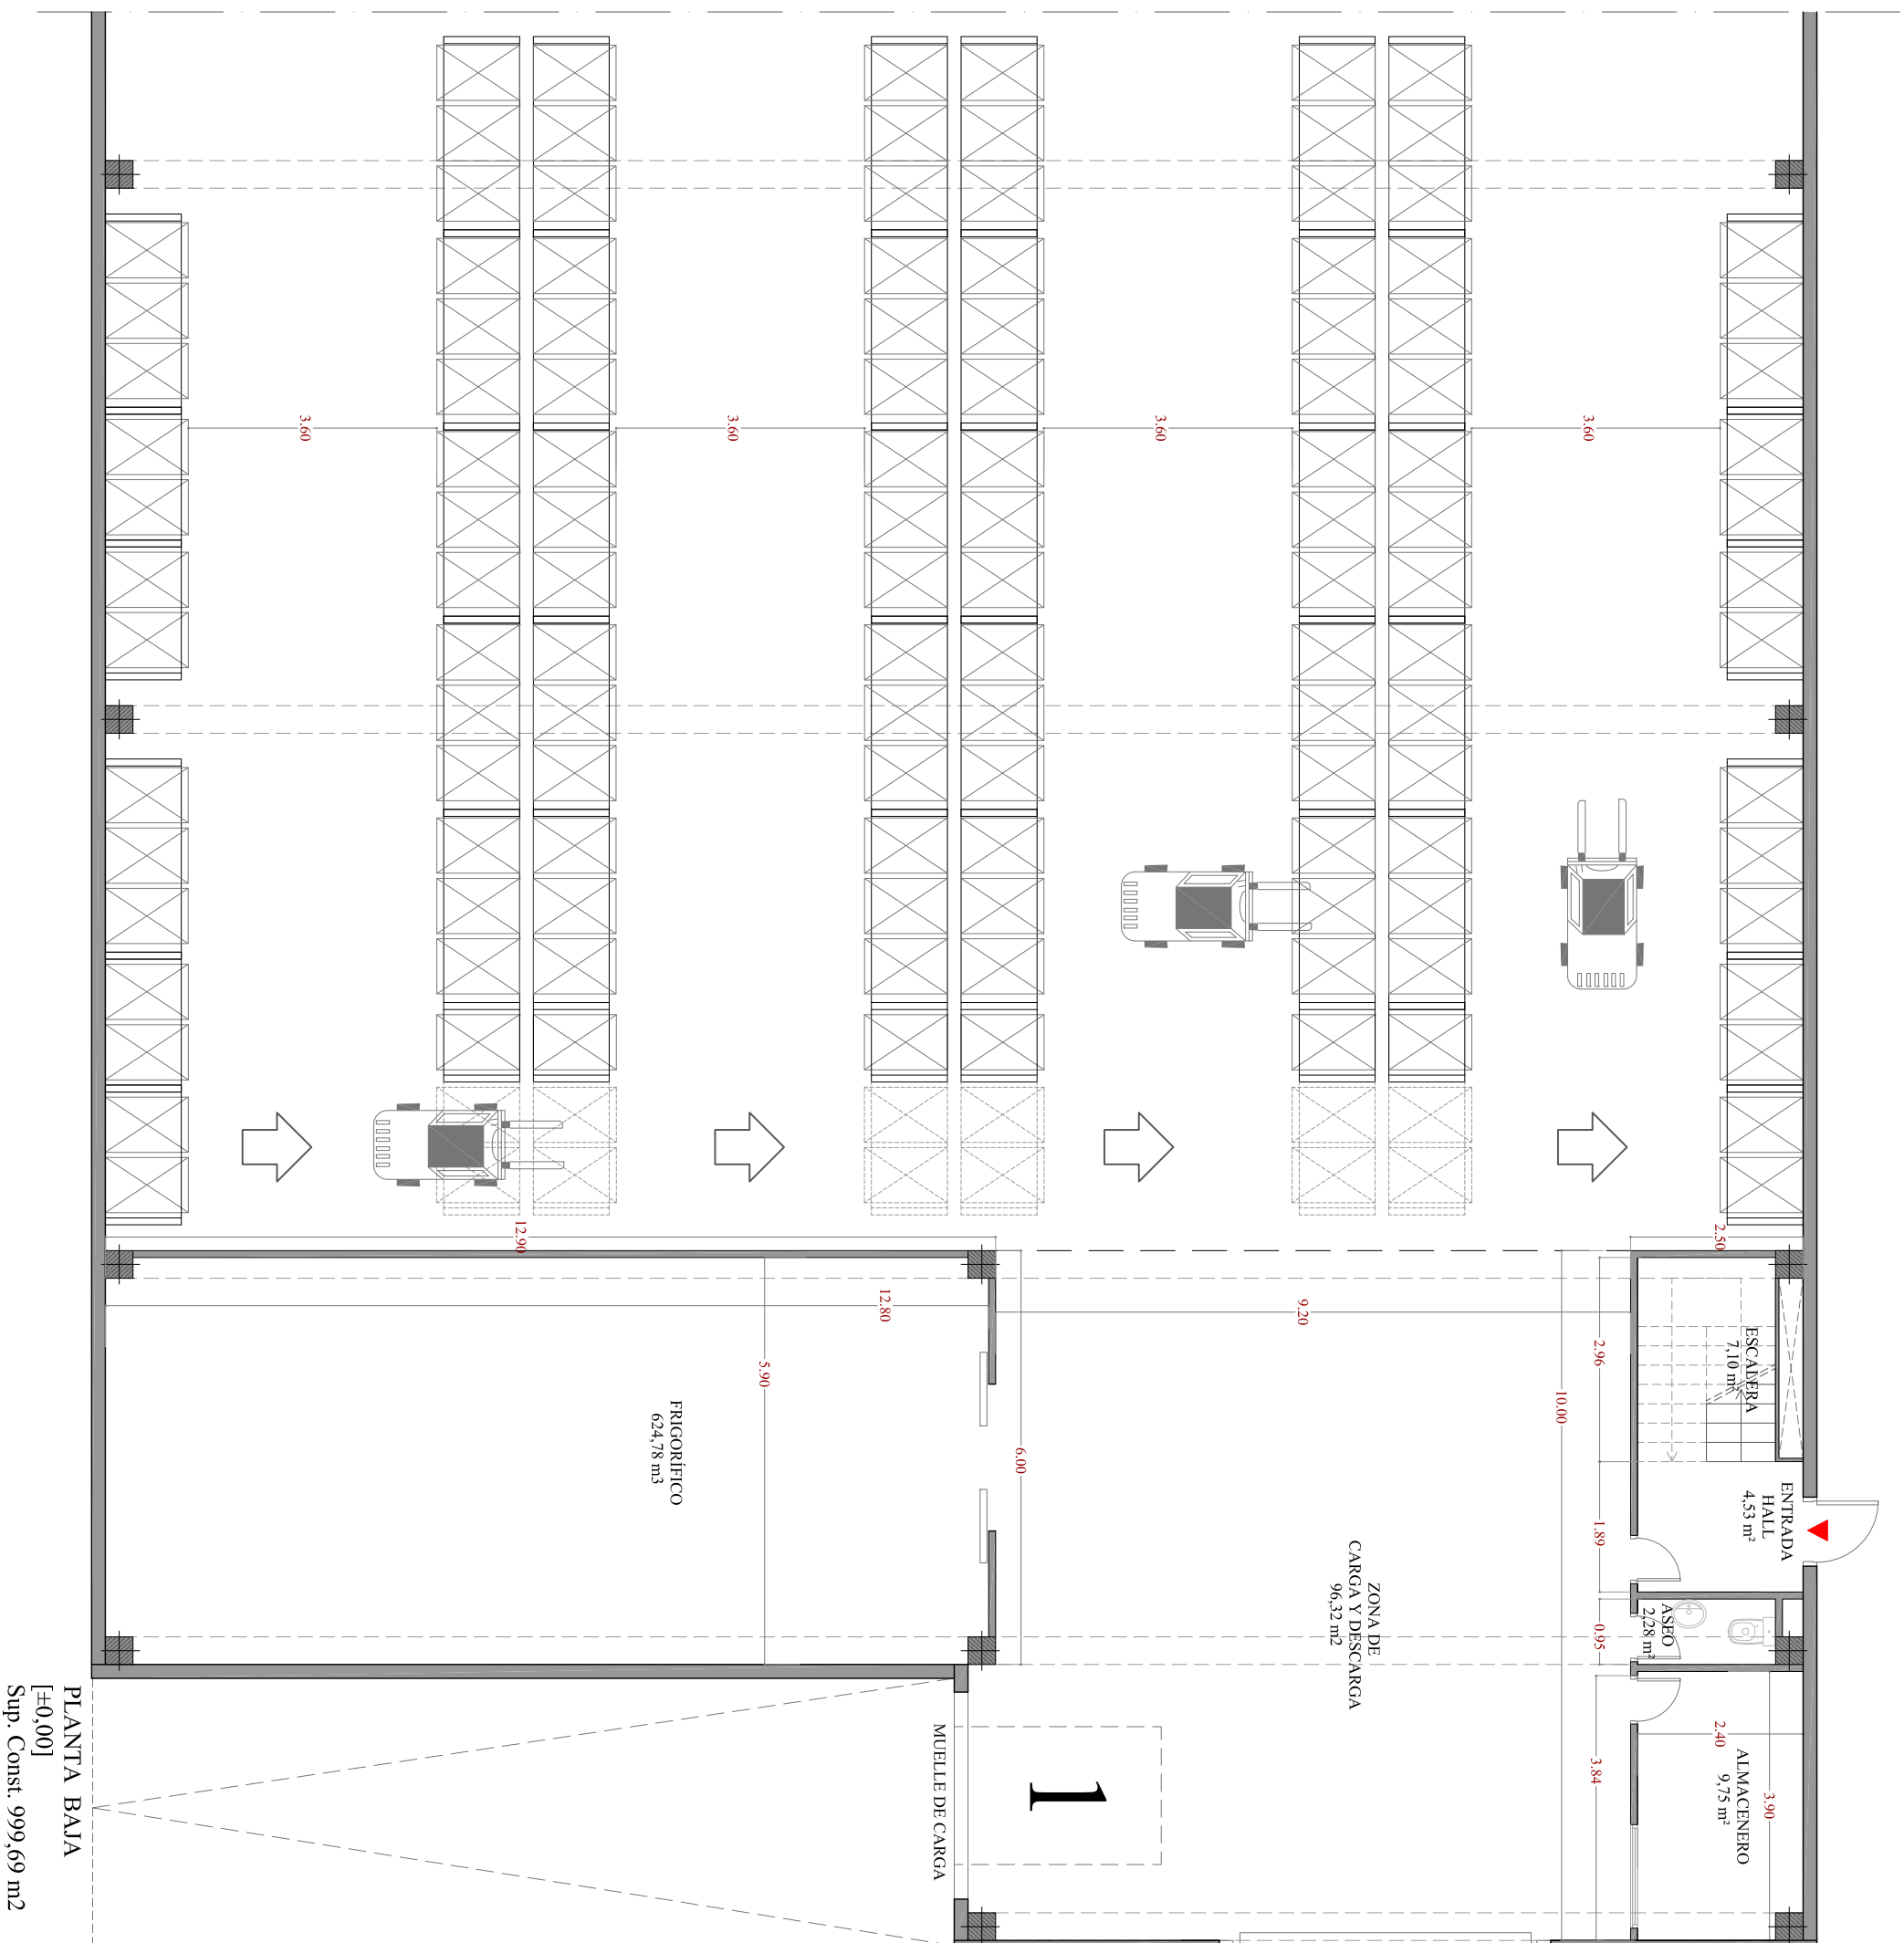 3.60
3.60
3.60
3.60
12.90
2.50
12.80
9.20
5.90
6.00
10.00
2.96
1.89
0.95
3.84
2.40
3.90
ESCALERA
7,10 m²
ENTRADA
HALL
4,53 m²
ASEO
2,28 m²
ALMACENERO
9,75 m²
FRIGORÍFICO
624,78 m3
ZONA DE
CARGA Y DESCARGA
96,32 m2
MUELLE DE CARGA
1
PLANTA BAJA
[±0,00]
Sup. Const. 999,69 m2